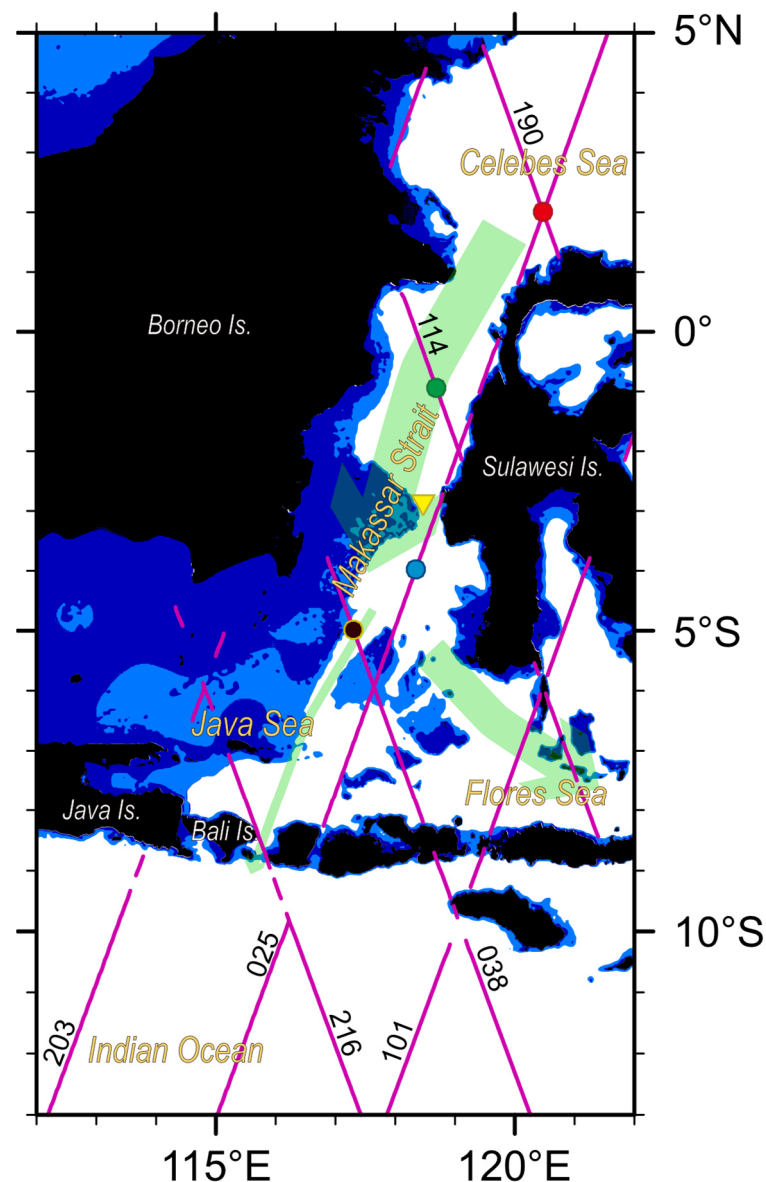 5°N
190
Celebes Sea
Borneo Is.
0°
114
Makassar Strait
Sulawesi Is.
5°S
Java Sea
Flores Sea
Java Is.
Bali Is.
10°S
025
038
203
216
101
Indian Ocean
115°E
120°E